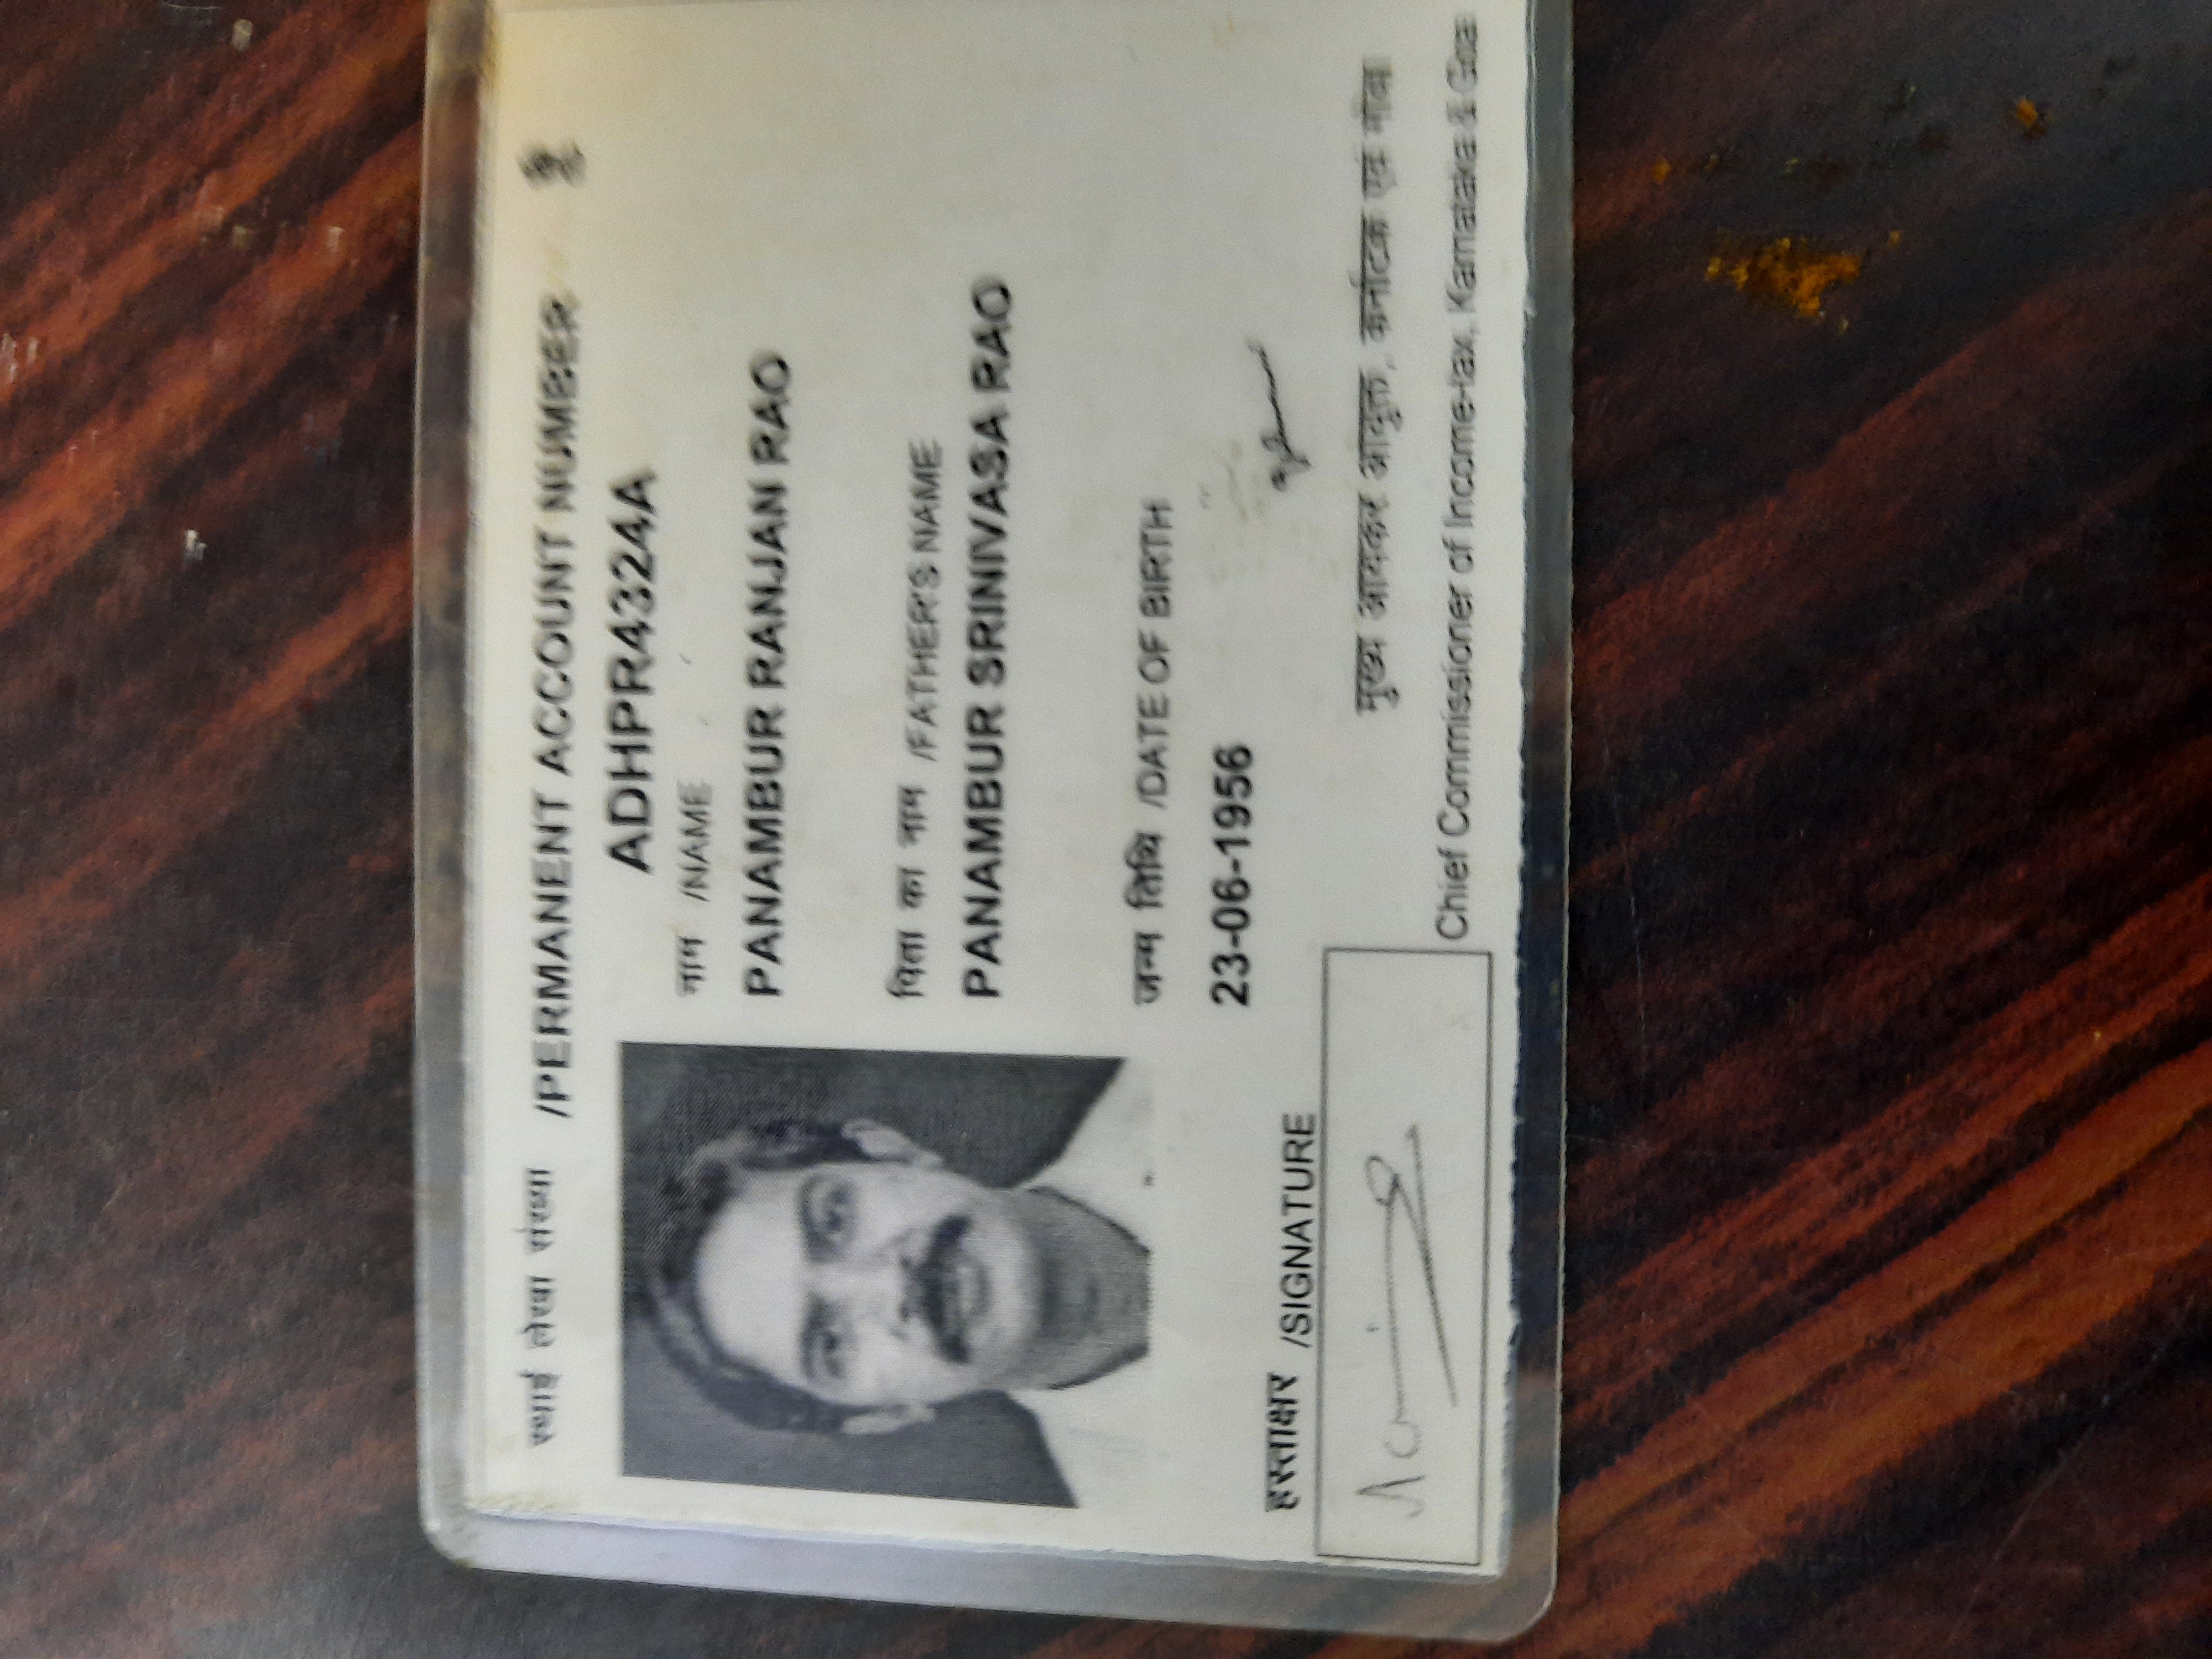 स्थाई लेखा संख्या /PERMANENT ACCOUNT NUMBER
ADHPR4324A
नाम /NAME
PANAMBUR RANJAN RAO
पिता का नाम /FATHER'S NAME
PANAMBUR SRINIVASA RAO
जन्म तिथि /DATE OF BIRTH
23-06-1956
हस्ताक्षर /SIGNATURE
मुख्य आयकर आयुक्त, कर्नाटक एवं गोवा
Chief Commissioner of Income-tax, Karnataka & Goa